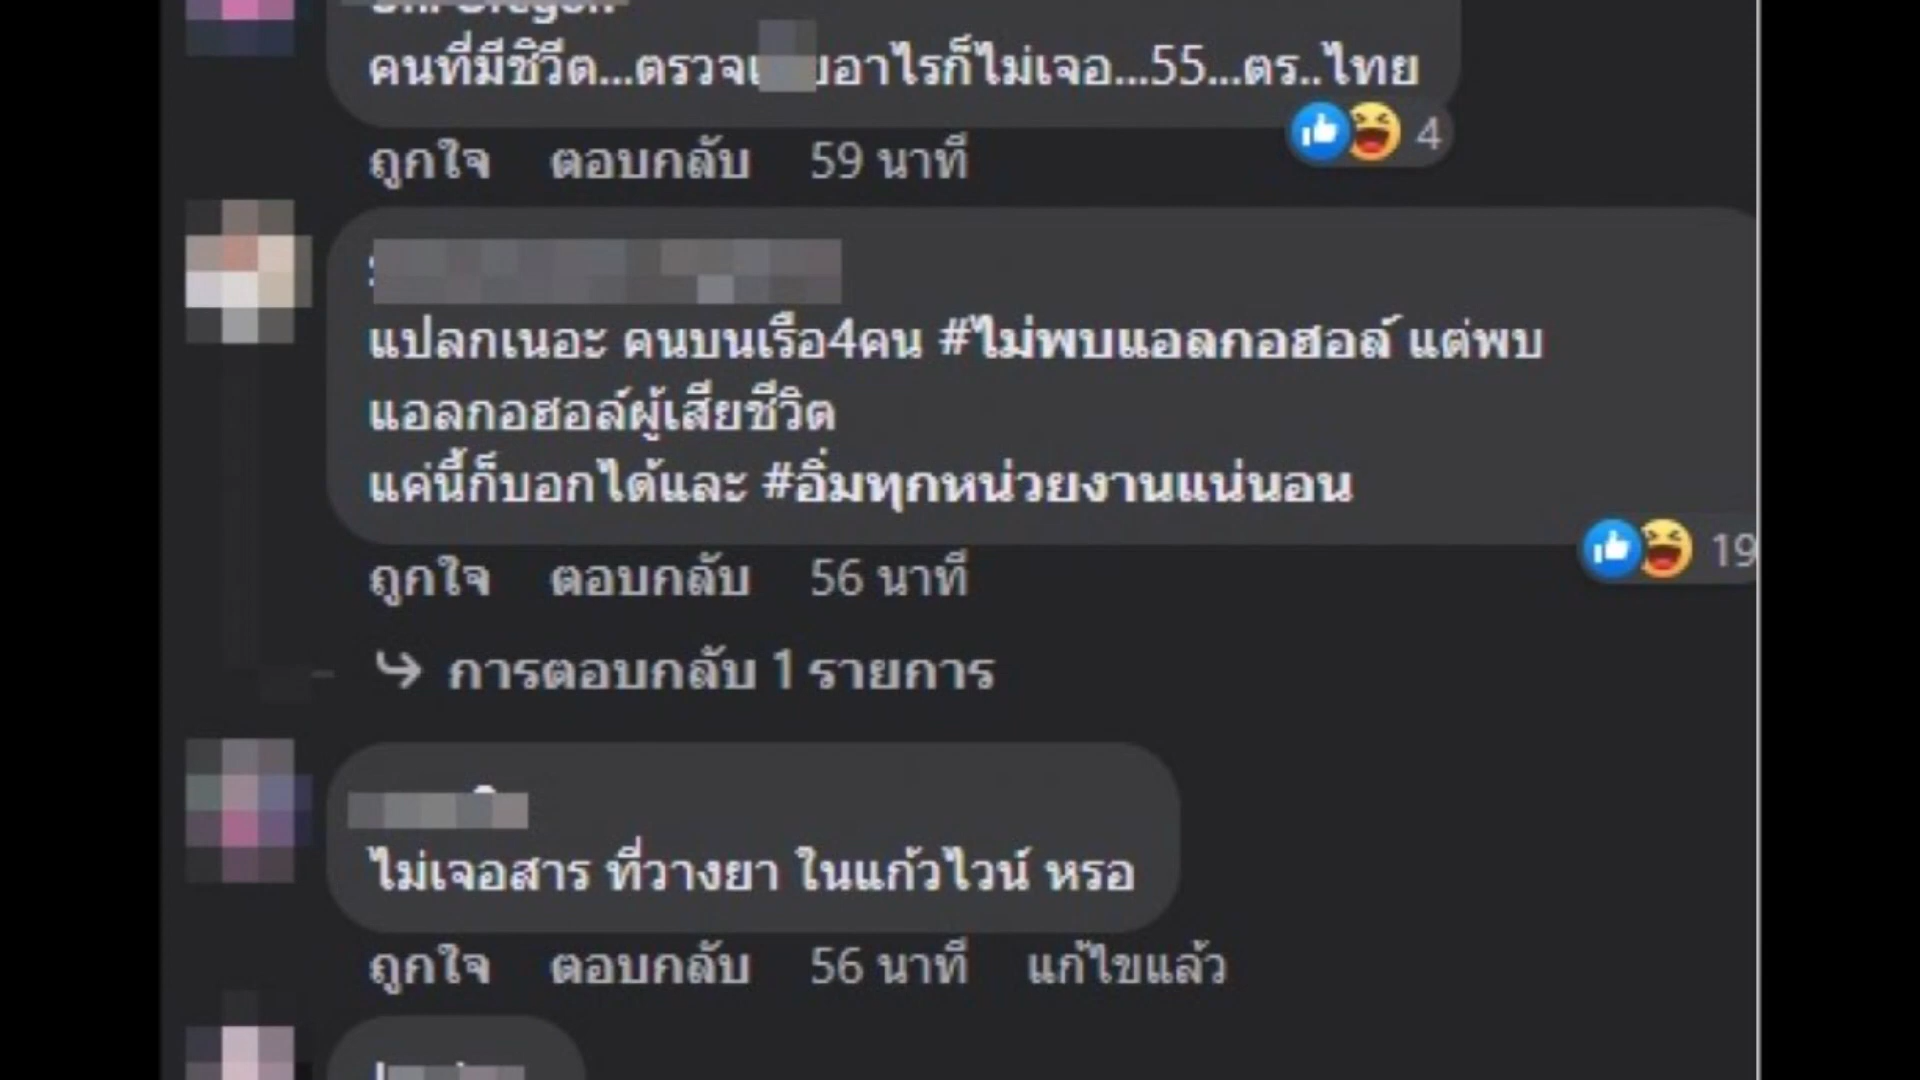 คนที่มีชิวีต...ตรวจ อาไรก็ไม่เจอ...55...ตร..ไทย
4
ถูกใจ ตอบกลับ 59 นาที
แปลกเนอะ คนบนเรือ4คน #ไม่พบแอลกอฮอล์ แต่พบ
แอลกอฮอล์ผู้เสียชีวิต
แค่นี้ก็บอกได้และ #อิ่มทุกหน่วยงานแน่นอน
19
ถูกใจ ตอบกลับ 56 นาที
การตอบกลับ 1 รายการ
ไม่เจอสาร ที่วางยา ในแก้วไวน์ หรอ
ถูกใจ ตอบกลับ 56 นาที แก้ไขแล้ว